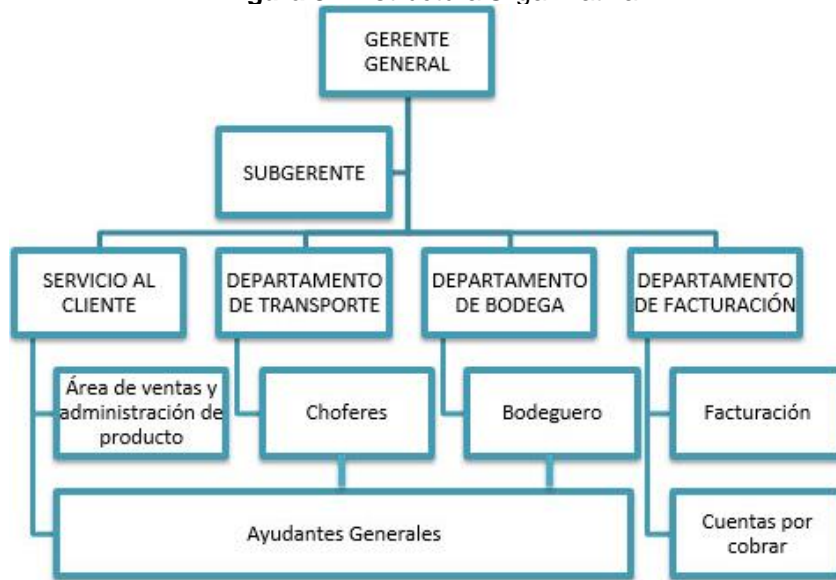 GERENTE
GENERAL
SUBGERENTE
SERVICIO AL
CLIENTE
DEPARTAMENTO
DE TRANSPORTE
DEPARTAMENTO
DE BODEGA
DEPARTAMENTO
DE FACTURACIÓN
Área de ventas y
administración de
producto
Choferes
Bodeguero
Facturación
Ayudantes Generales
Cuentas por
cobrar